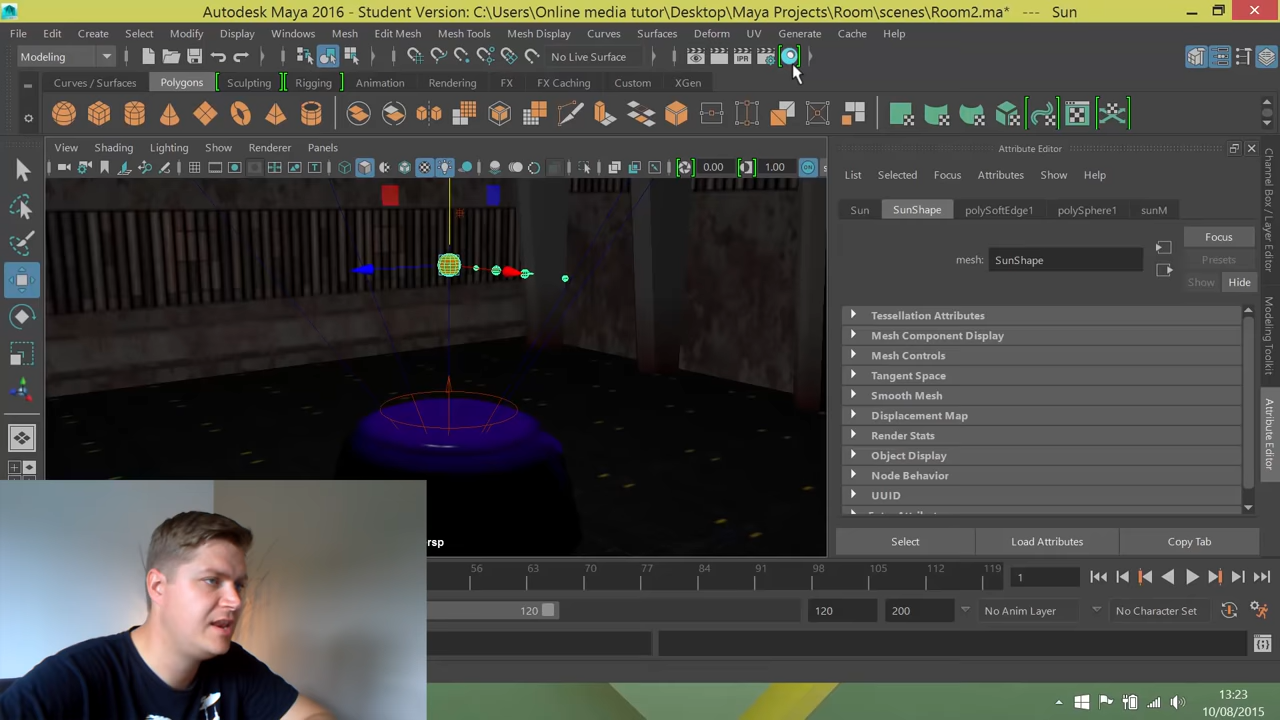 Autodesk Maya 2016 - Student Version: C:\Users\Online media tutor\Desktop\Maya Projects\Room\scenes\Room2.ma* --- Sun
File Edit Create Select Modify Display Windows Mesh Edit Mesh Mesh Tools Mesh Display Curves Surfaces Deform UV Generate Cache Help
Modeling No Live Surface IPR
Curves / Surfaces Polygons Sculpting Rigging Animation Rendering FX FX Caching Custom XGen
View Shading Lighting Show Renderer Panels
0.00 1.00 ON
Attribute Editor
List Selected Focus Attributes Show Help
Sun SunShape polySoftEdge1 polySphere1 sunM
mesh: SunShape
Focus
Presets
Show Hide
Tessellation Attributes
Mesh Component Display
Mesh Controls
Tangent Space
Smooth Mesh
Displacement Map
Render Stats
Object Display
Node Behavior
UUID
Select Load Attributes Copy Tab
Channel Box / Layer Editor
Modeling Toolkit
Attribute Editor
ersp
56 63 70 77 84 91 98 105 112 119 1
120 120 200 No Anim Layer No Character Set
13:23
10/08/2015